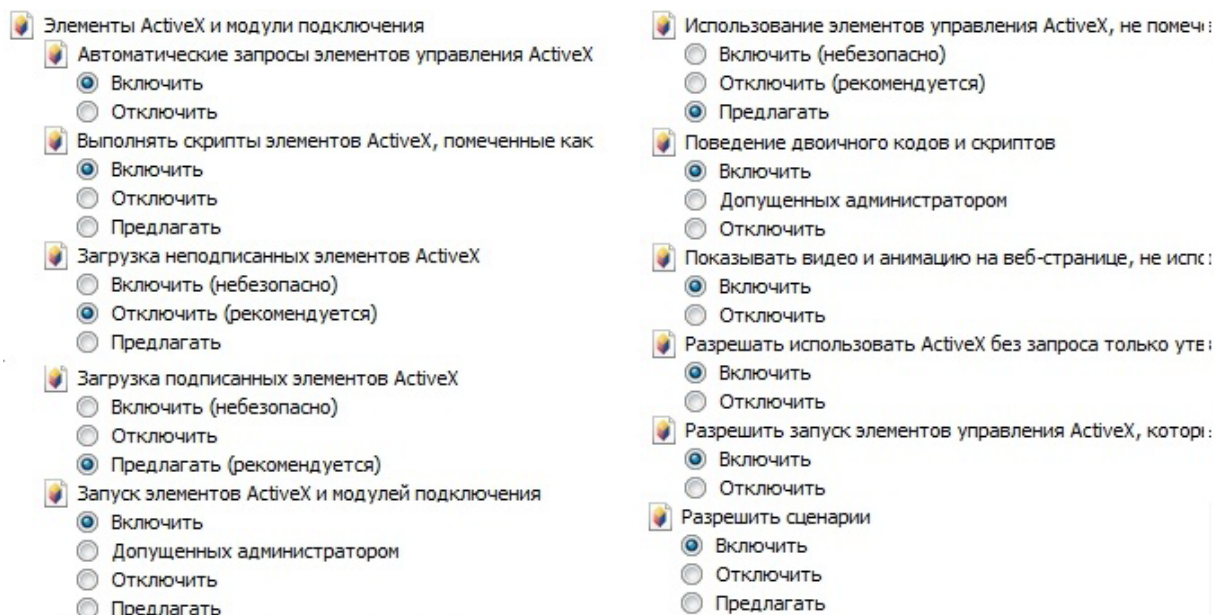 Элементы ActiveX и модули подключения
Автоматические запросы элементов управления ActiveX
Включить
Отключить
Выполнять скрипты элементов ActiveX, помеченные как
Включить
Отключить
Предлагать
Загрузка неподписанных элементов ActiveX
Включить (небезопасно)
Отключить (рекомендуется)
Предлагать
Загрузка подписанных элементов ActiveX
Включить (небезопасно)
Отключить
Предлагать (рекомендуется)
Запуск элементов ActiveX и модулей подключения
Включить
Допущенных администратором
Отключить
Предлагать
Использование элементов управления ActiveX, не
Включить (небезопасно)
Отключить (рекомендуется)
Предлагать
Поведение двоичного кодов и скриптов
Включить
Допущенных администратором
Отключить
Показывать видео и анимацию на веб-странице, не
Включить
Отключить
Разрешать использовать ActiveX без запроса только
Включить
Отключить
Разрешить запуск элементов управления ActiveX,
Включить
Отключить
Разрешить сценарии
Включить
Отключить
Предлагать